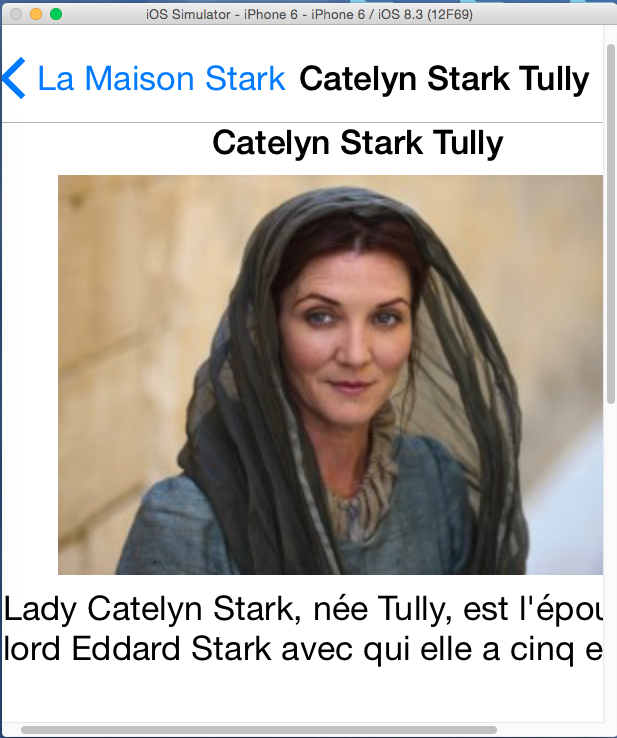 iOS Simulator - iPhone 6 - iPhone 6 / iOS 8.3 (12F69)
La Maison Stark Catelyn Stark Tully
Catelyn Stark Tully
Lady Catelyn Stark, née Tully, est l'épou
lord Eddard Stark avec qui elle a cinq e